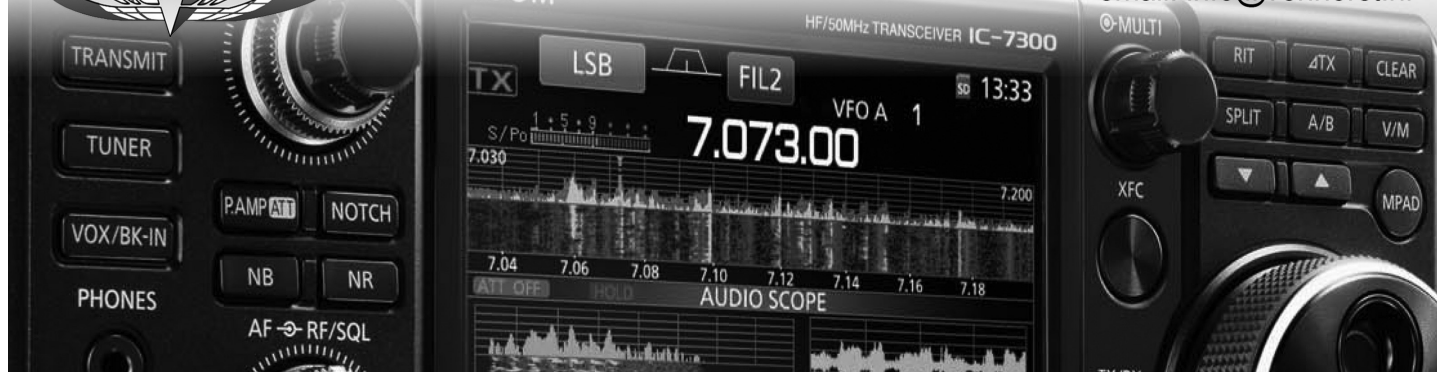 HF/50MHz TRANSCEIVER IC-7300
TRANSMIT
TUNER
VOX/BK-IN
PHONES
P.AMP ATT
NOTCH
NB
NR
AF RF/SQL
TX
LSB
FIL2
SD 13:33
VFO A 1
S/Po 1 • 5 • 9
7.073.00
7.030
7.200
7.04 7.06 7.08 7.10 7.12 7.14 7.16 7.18
ATT OFF
HOLD
AUDIO SCOPE
MULTI
RIT
⊿TX
CLEAR
SPLIT
A/B
V/M
▼
▲
XFC
MPAD